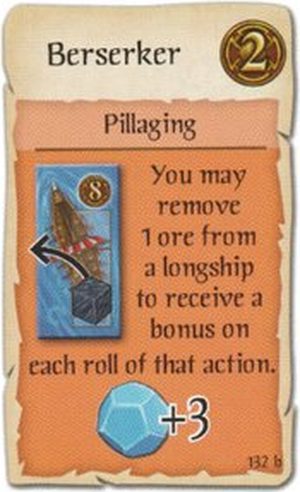 Berserker
2
Pillaging
8
You may
remove
1 ore from
a longship
to receive a
bonus on
each roll of that action.
+3
132 b